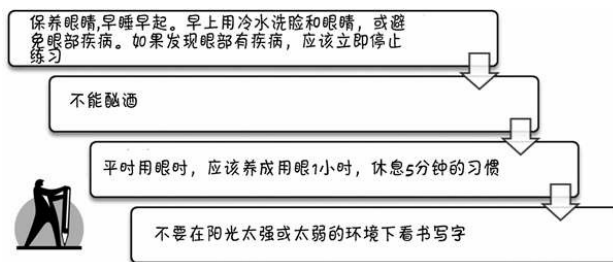 保养眼睛,早睡早起。早上用冷水洗脸和眼睛，或避
免眼部疾病。如果发现眼部有疾病，应该立即停止
练习
不能酗酒
平时用眼时，应该养成用眼1小时，休息5分钟的习惯
不要在阳光太强或太弱的环境下看书写字